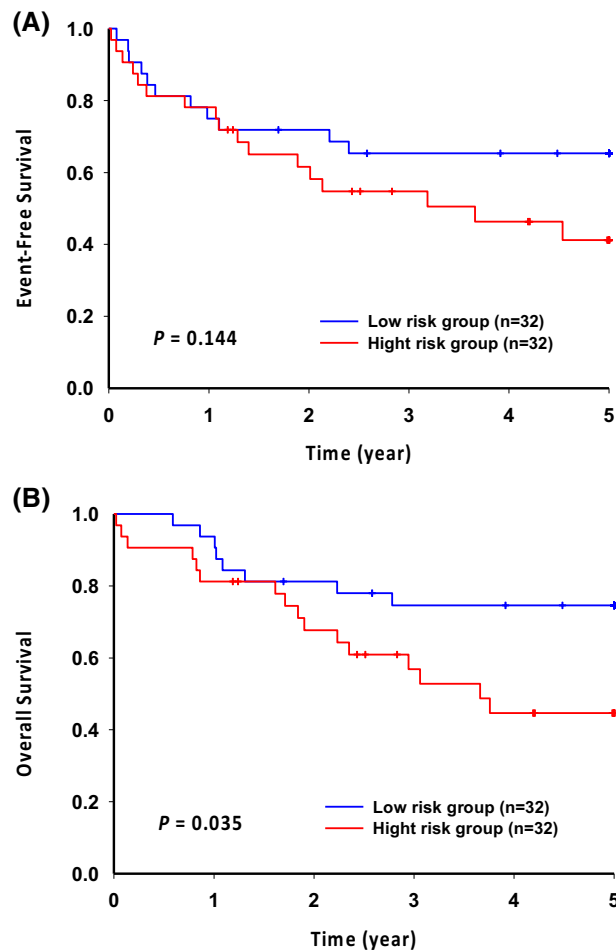 (A)
1.0
0.8
0.6
0.4
0.2
0.0
Event-Free Survival
P = 0.144
Low risk group (n=32)
Hight risk group (n=32)
0 1 2 3 4 5
Time (year)
(B)
1.0
0.8
0.6
0.4
0.2
0.0
Overall Survival
P = 0.035
Low risk group (n=32)
Hight risk group (n=32)
0 1 2 3 4 5
Time (year)